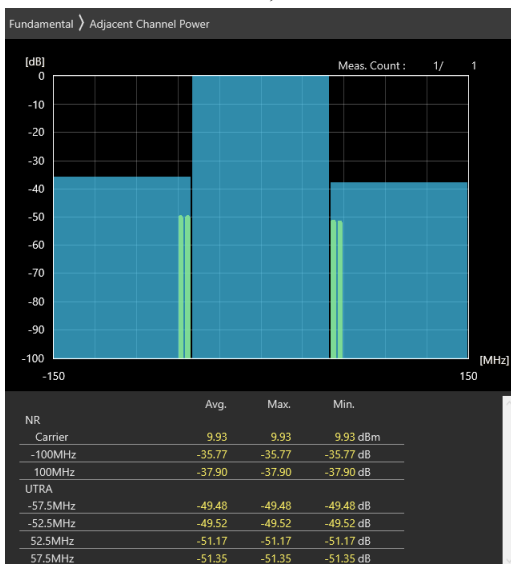 Fundamental 〉 Adjacent Channel Power
[dB]
Meas. Count : 1/ 1
0
-10
-20
-30
-40
-50
-60
-70
-80
-90
-100
[MHz]
-150 150
Avg. Max. Min.
NR
Carrier 9.93 9.93 9.93 dBm
-100MHz -35.77 -35.77 -35.77 dB
100MHz -37.90 -37.90 -37.90 dB
UTRA
-57.5MHz -49.48 -49.48 -49.48 dB
-52.5MHz -49.52 -49.52 -49.52 dB
52.5MHz -51.17 -51.17 -51.17 dB
57.5MHz -51.35 -51.35 -51.35 dB